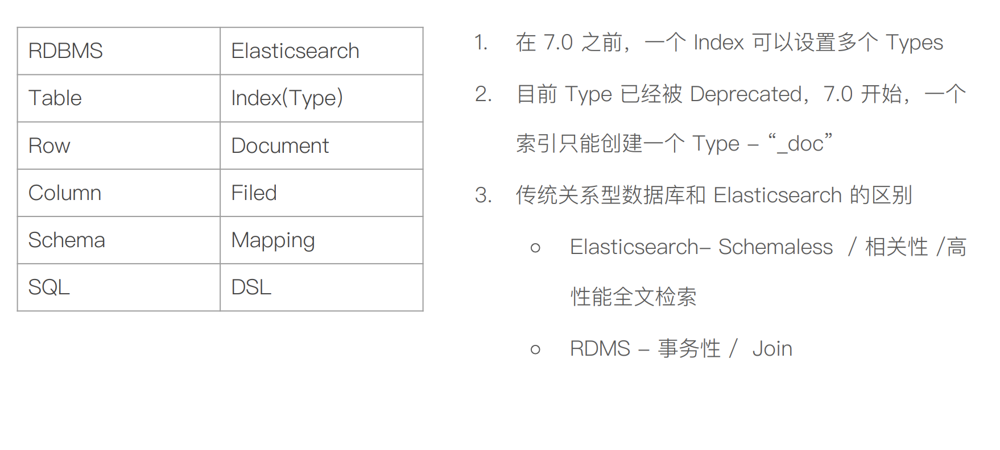 RDBMS Elasticsearch
Table Index(Type)
Row Document
Column Filed
Schema Mapping
SQL DSL
1. 在 7.0 之前，一个 Index 可以设置多个 Types
2. 目前 Type 已经被 Deprecated，7.0 开始，一个
索引只能创建一个 Type – “_doc”
3. 传统关系型数据库和 Elasticsearch 的区别
○ Elasticsearch– Schemaless / 相关性 /高
性能全文检索
○ RDMS – 事务性 / Join